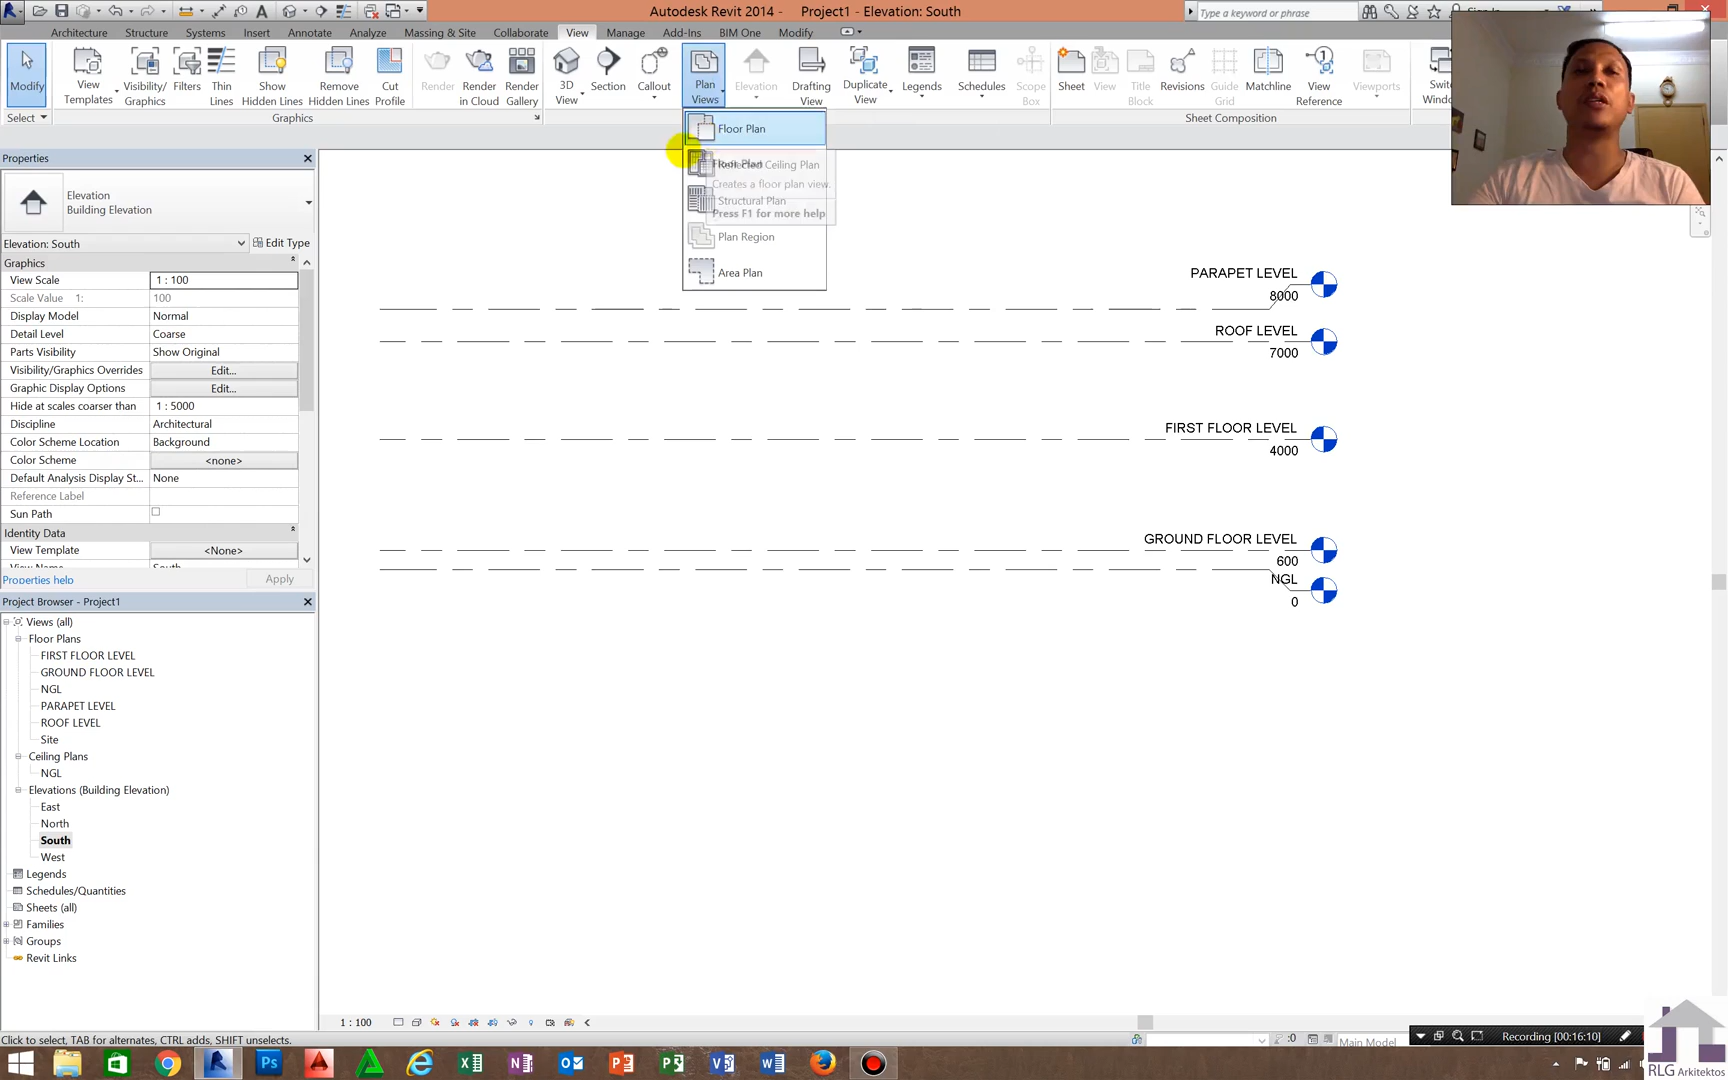 Autodesk Revit 2014 - Project1 - Elevation: South
Type a keyword or phrase
Architecture Structure Systems Insert Annotate Analyze Massing & Site Collaborate View Manage Add-Ins BIM One Modify
Modify
View Templates
Visibility/ Graphics
Filters
Thin Lines
Show Hidden Lines
Remove Hidden Lines
Cut Profile
Render
Render in Cloud
Render Gallery
3D View
Section
Callout
Plan Views
Elevation
Drafting View
Duplicate View
Legends
Schedules
Scope Box
Sheet
View
Title Block
Revisions
Guide Grid
Matchline
View Reference
Viewports
Select
Graphics
Sheet Composition
Floor Plan
Reflected Ceiling Plan
Structural Plan
Plan Region
Area Plan
Floor Plan
Creates a floor plan view.
Press F1 for more help
Properties
Elevation
Building Elevation
Elevation: South
Edit Type
Graphics
View Scale 1 : 100
Scale Value 1: 100
Display Model Normal
Detail Level Coarse
Parts Visibility Show Original
Visibility/Graphics Overrides Edit...
Graphic Display Options Edit...
Hide at scales coarser than 1 : 5000
Discipline Architectural
Color Scheme Location Background
Color Scheme <none>
Default Analysis Display St... None
Reference Label
Sun Path
Identity Data
View Template <None>
View Name South
Properties help
Apply
Project Browser - Project1
Views (all)
Floor Plans
FIRST FLOOR LEVEL
GROUND FLOOR LEVEL
NGL
PARAPET LEVEL
ROOF LEVEL
Site
Ceiling Plans
NGL
Elevations (Building Elevation)
East
North
South
West
Legends
Schedules/Quantities
Sheets (all)
Families
Groups
Revit Links
PARAPET LEVEL
8000
ROOF LEVEL
7000
FIRST FLOOR LEVEL
4000
GROUND FLOOR LEVEL
600
NGL
0
1 : 100
Click to select, TAB for alternates, CTRL adds, SHIFT unselects.
:0
Main Model
Recording [00:16:10]
RLG Arkitektos